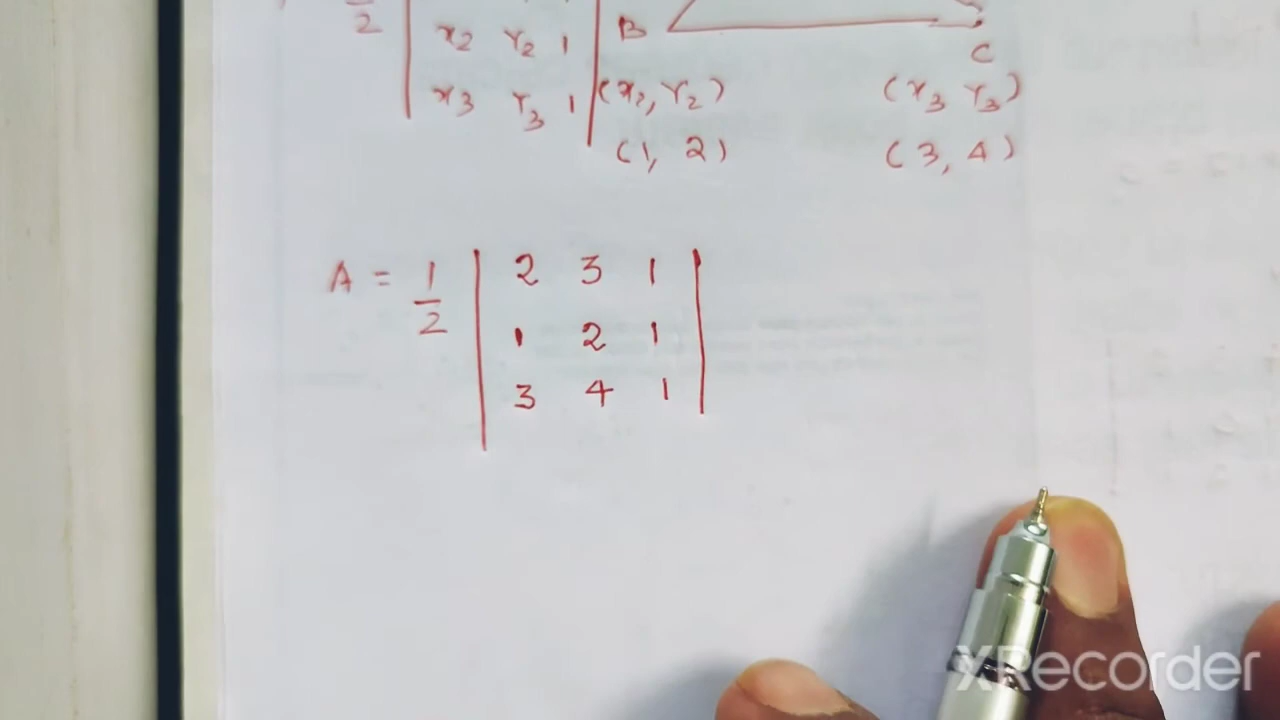 2
x2 Y2 1 B
C
x3 Y3 1 (x2, Y2) (x3 Y3)
(1, 2) (3, 4)
A = 1/2 | 2 3 1 |
1 2 1
3 4 1
XRecorder